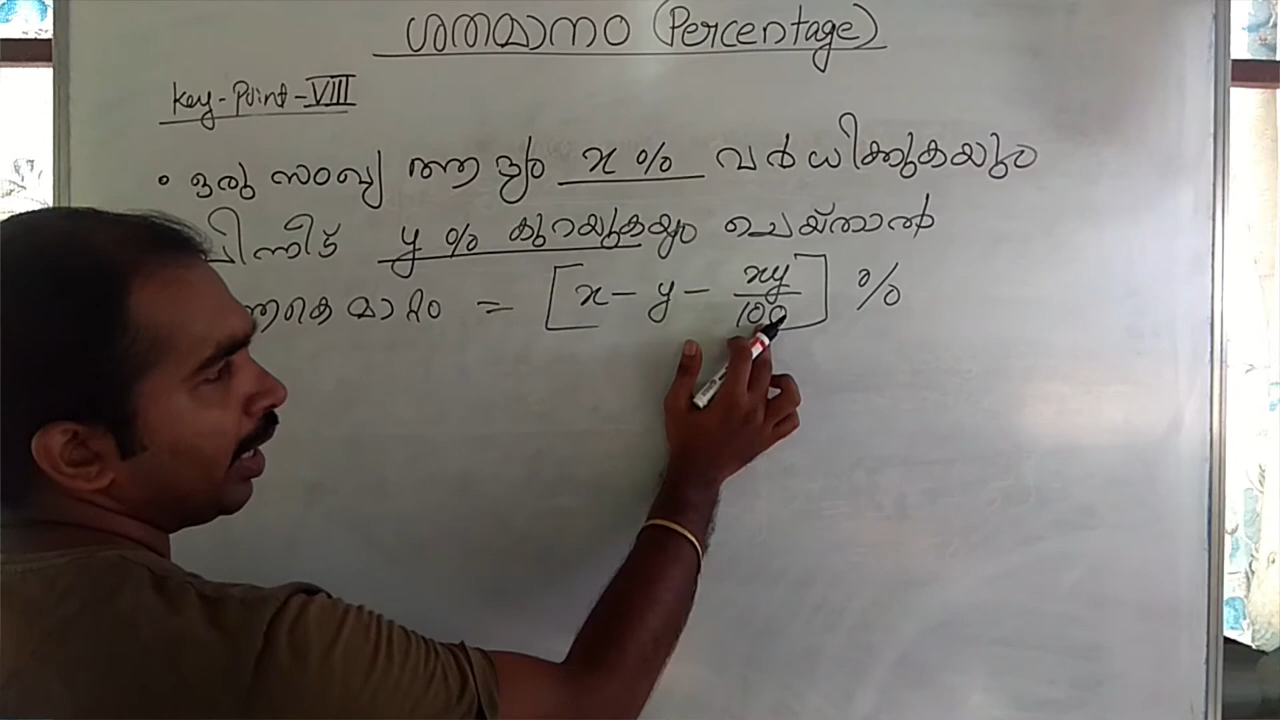 ശതമാനം (Percentage)
Key-Point-VIII
• ഒരു സംഖ്യ ആദ്യം x% വർധിക്കുകയും
പിന്നീട് y% കുറയുകയും ചെയ്താൽ
മാറ്റം = [x - y - xy/100] %